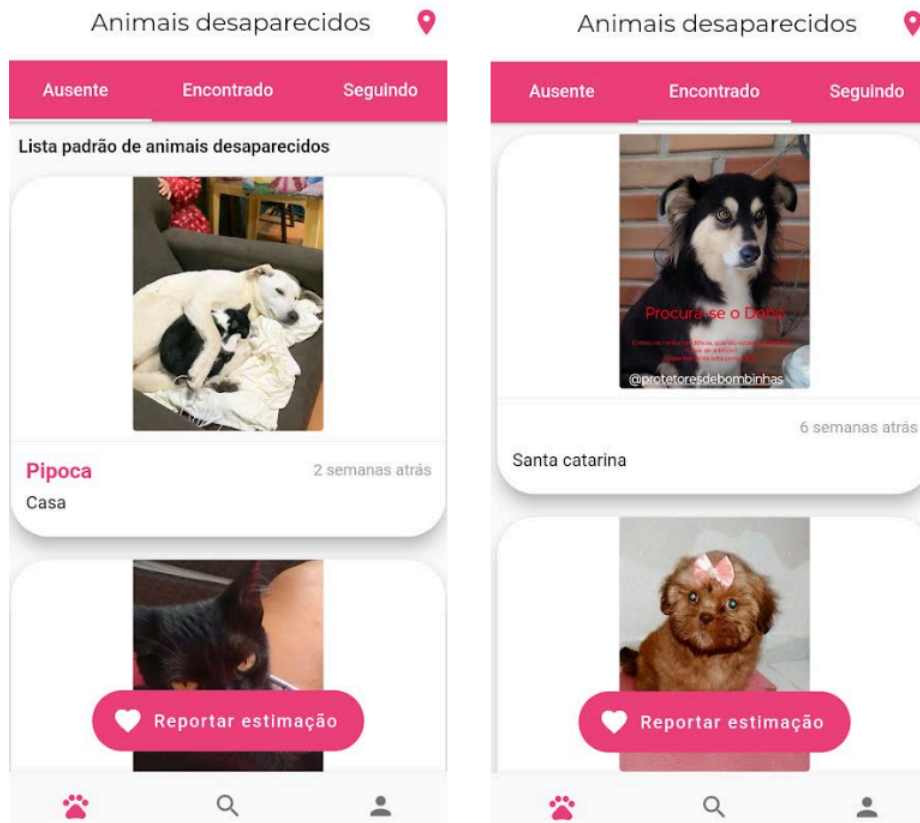 Animais desaparecidos
Ausente Encontrado Seguindo
Lista padrão de animais desaparecidos
Pipoca 2 semanas atrás
Casa
Reportar estimação
Animais desaparecidos
Ausente Encontrado Seguindo
Procura-se o Dono
@protetoresdebombinhas
6 semanas atrás
Santa catarina
Reportar estimação